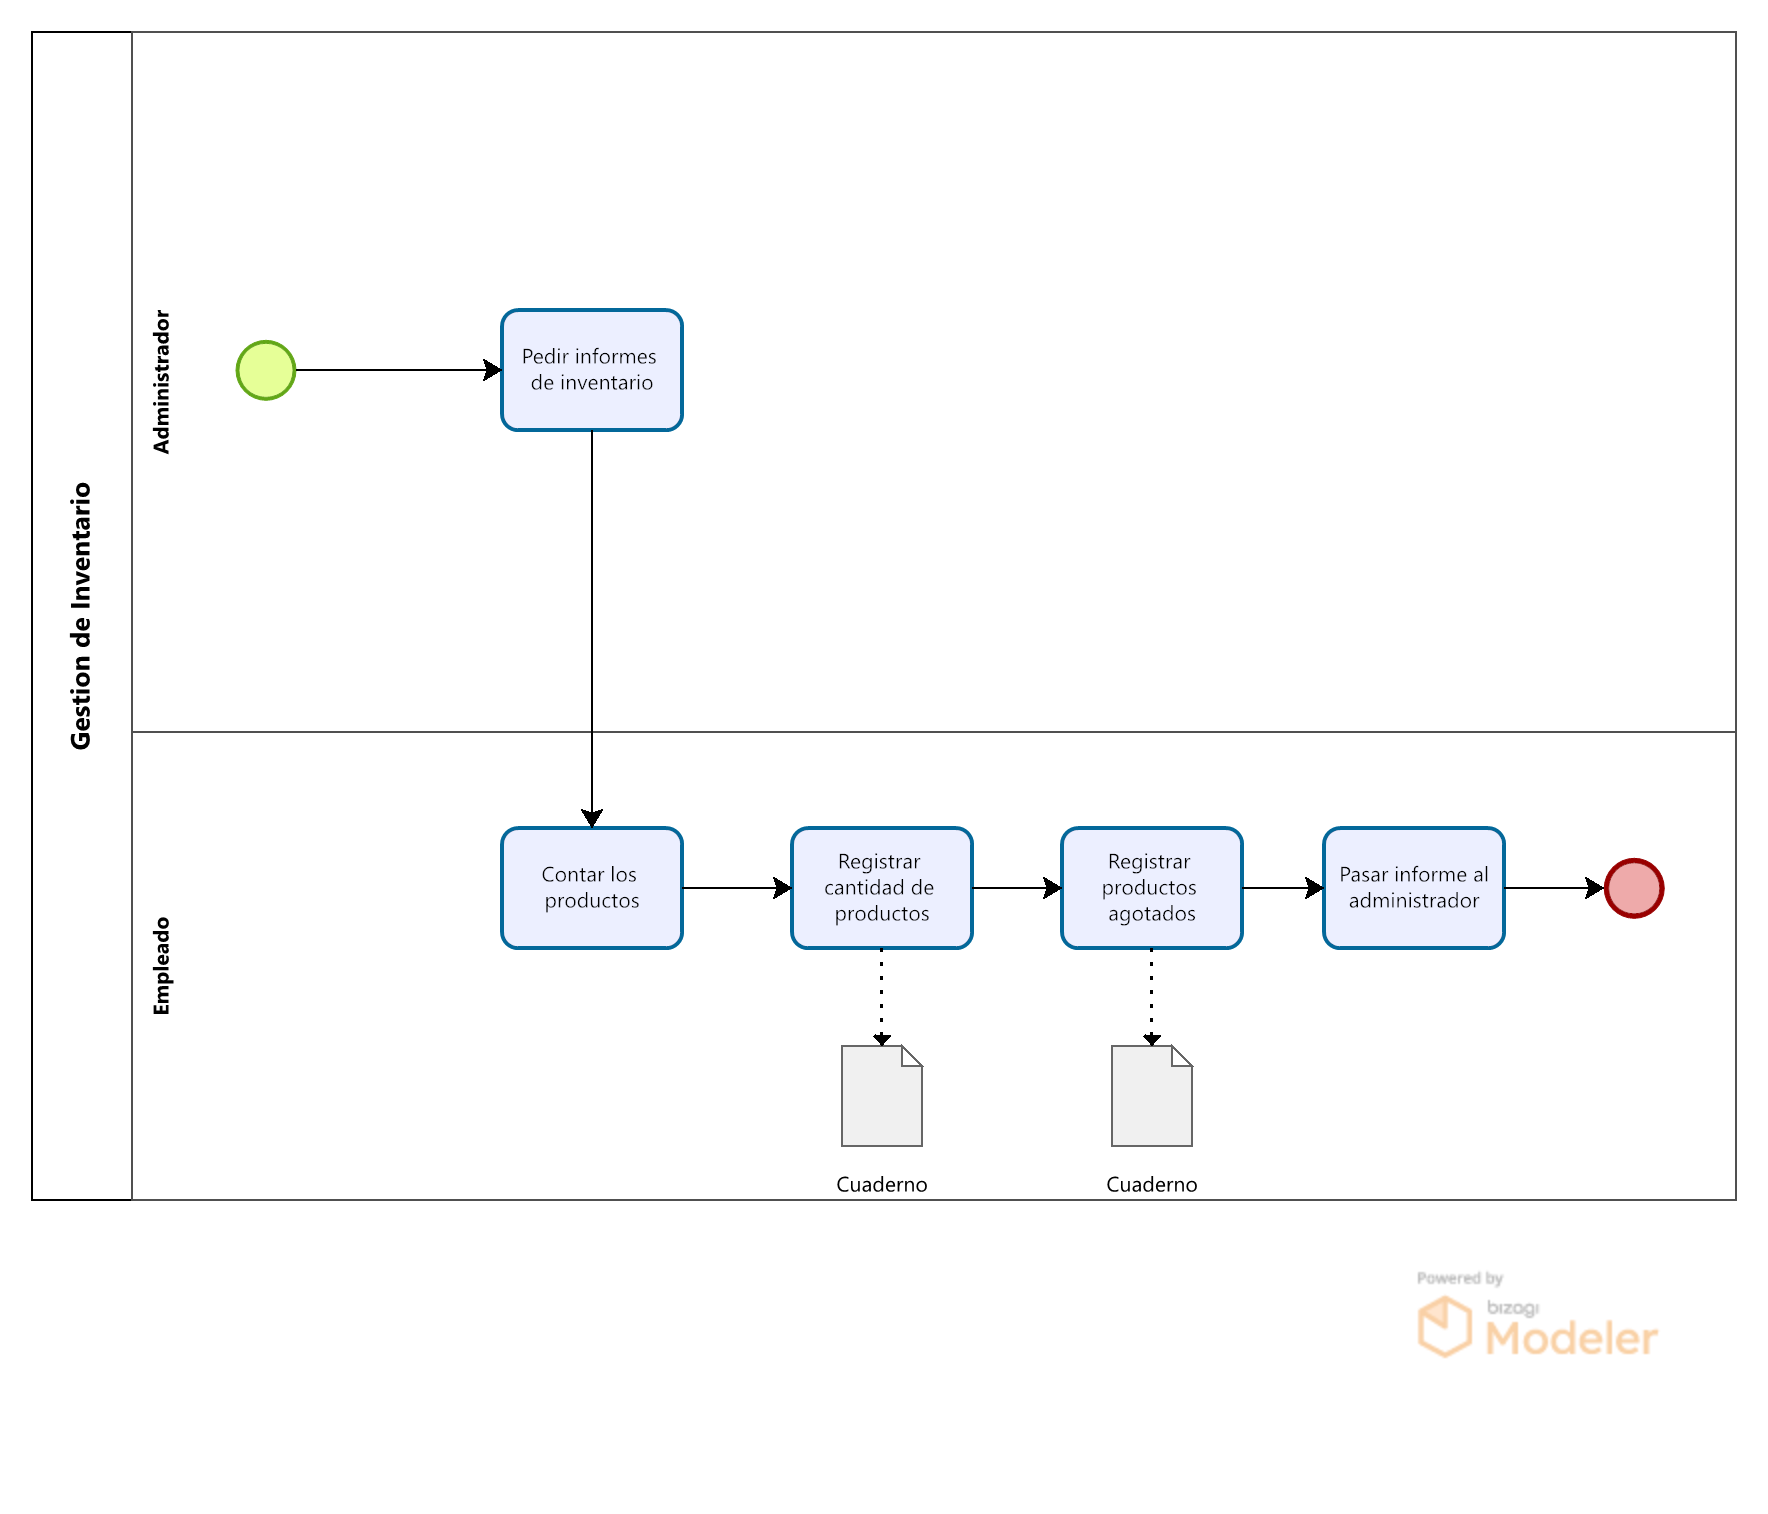 Gestion de Inventario
Administrador
Pedir informes
de inventario
Empleado
Contar los
productos
Registrar
cantidad de
productos
Registrar
productos
agotados
Pasar informe al
administrador
Cuaderno
Cuaderno
Powered by
bizagi
Modeler